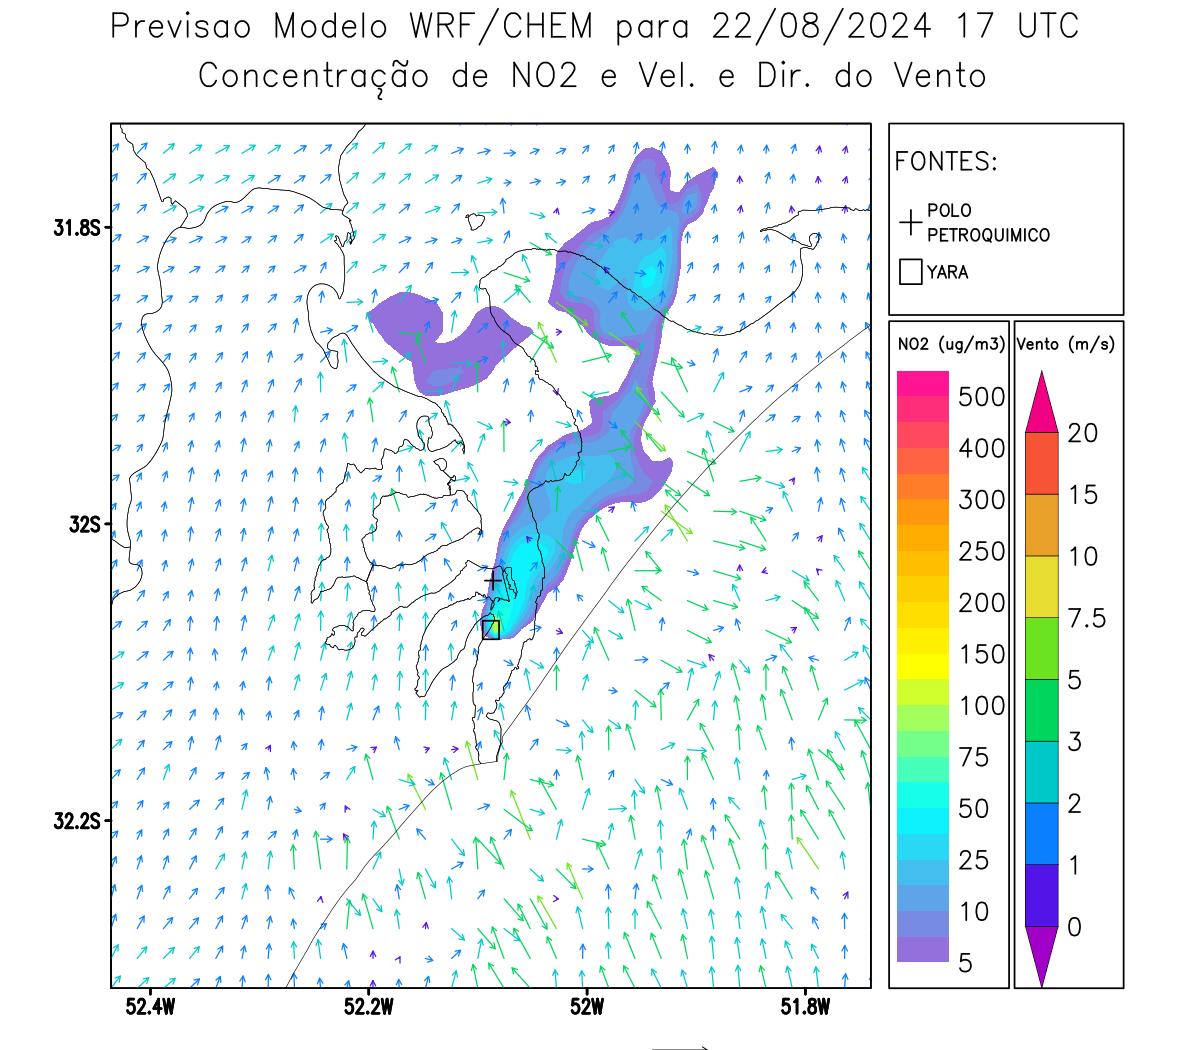 Previsao Modelo WRF/CHEM para 22/08/2024 17 UTC
Concentração de NO2 e Vel. e Dir. do Vento
FONTES:
POLO
PETROQUIMICO
YARA
NO2 (ug/m3)
500
400
300
250
200
150
100
75
50
25
10
5
Vento (m/s)
20
15
10
7.5
5
3
2
1
0
31.8S
32S
32.2S
52.4W
52.2W
52W
51.8W